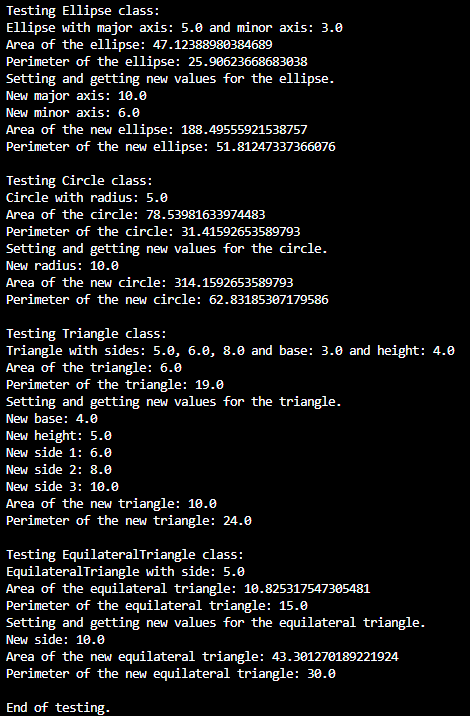 Testing Ellipse class:
Ellipse with major axis: 5.0 and minor axis: 3.0
Area of the ellipse: 47.12388980384689
Perimeter of the ellipse: 25.90623668683038
Setting and getting new values for the ellipse.
New major axis: 10.0
New minor axis: 6.0
Area of the new ellipse: 188.49555921538757
Perimeter of the new ellipse: 51.81247337366076

Testing Circle class:
Circle with radius: 5.0
Area of the circle: 78.53981633974483
Perimeter of the circle: 31.41592653589793
Setting and getting new values for the circle.
New radius: 10.0
Area of the new circle: 314.1592653589793
Perimeter of the new circle: 62.83185307179586

Testing Triangle class:
Triangle with sides: 5.0, 6.0, 8.0 and base: 3.0 and height: 4.0
Area of the triangle: 6.0
Perimeter of the triangle: 19.0
Setting and getting new values for the triangle.
New base: 4.0
New height: 5.0
New side 1: 6.0
New side 2: 8.0
New side 3: 10.0
Area of the new triangle: 10.0
Perimeter of the new triangle: 24.0

Testing EquilateralTriangle class:
EquilateralTriangle with side: 5.0
Area of the equilateral triangle: 10.825317547305481
Perimeter of the equilateral triangle: 15.0
Setting and getting new values for the equilateral triangle.
New side: 10.0
Area of the new equilateral triangle: 43.301270189221924
Perimeter of the new equilateral triangle: 30.0

End of testing.